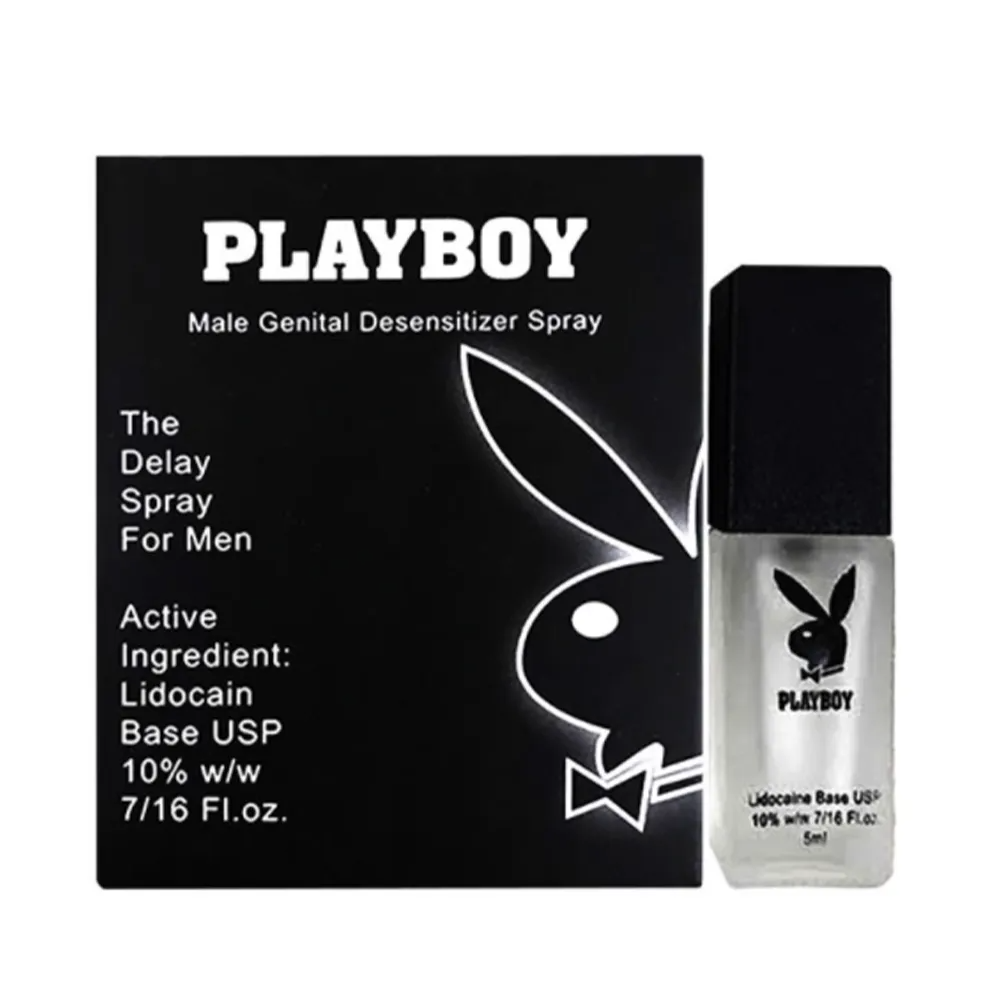 PLAYBOY
Male Genital Desensitizer Spray
The
Delay
Spray
For Men
Active
Ingredient:
Lidocain
Base USP
10% w/w
7/16 Fl.oz.
PLAYBOY
Lidocaine Base USP
10% w/w 7/16 Fl.oz.
5ml